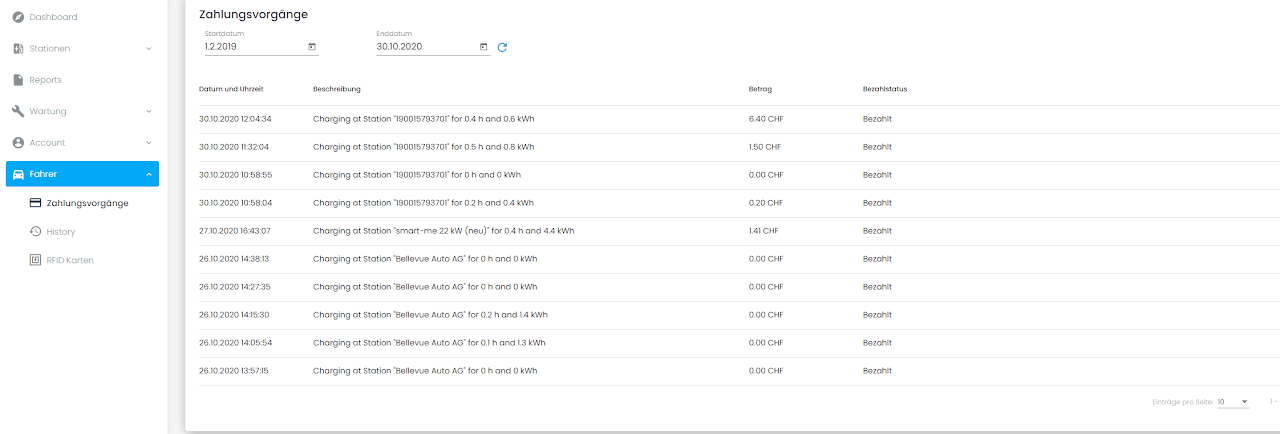 Dashboard
Stationen
Reports
Wartung
Account
Fahrer
Zahlungsvorgänge
History
RFID Karten
Zahlungsvorgänge
Startdatum Enddatum
1.2.2019 30.10.2020
Datum und Uhrzeit Beschreibung Betrag Bezahlstatus
30.10.2020 12:04:34 Charging at Station "190015793701" for 0.4 h and 0.6 kWh 6.40 CHF Bezahlt
30.10.2020 11:32:04 Charging at Station "190015793701" for 0.5 h and 0.8 kWh 1.50 CHF Bezahlt
30.10.2020 10:58:55 Charging at Station "190015793701" for 0 h and 0 kWh 0.00 CHF Bezahlt
30.10.2020 10:58:04 Charging at Station "190015793701" for 0.2 h and 0.4 kWh 0.20 CHF Bezahlt
27.10.2020 16:43:07 Charging at Station "smart-me 22 kW (neu)" for 0.4 h and 4.4 kWh 1.41 CHF Bezahlt
26.10.2020 14:38:13 Charging at Station "Bellevue Auto AG" for 0 h and 0 kWh 0.00 CHF Bezahlt
26.10.2020 14:27:35 Charging at Station "Bellevue Auto AG" for 0 h and 0 kWh 0.00 CHF Bezahlt
26.10.2020 14:15:30 Charging at Station "Bellevue Auto AG" for 0.2 h and 1.4 kWh 0.00 CHF Bezahlt
26.10.2020 14:05:54 Charging at Station "Bellevue Auto AG" for 0.1 h and 1.3 kWh 0.00 CHF Bezahlt
26.10.2020 13:57:15 Charging at Station "Bellevue Auto AG" for 0 h and 0 kWh 0.00 CHF Bezahlt
Einträge pro Seite: 10 1 -